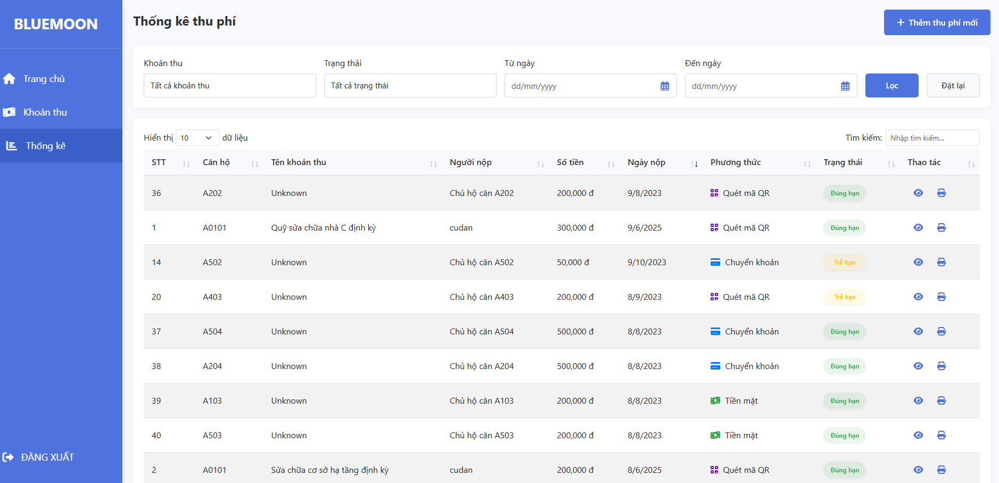 BLUEMOON
Trang chủ
Khoản thu
Thống kê
ĐĂNG XUẤT
Thống kê thu phí
Thêm thu phí mới
Khoản thu Trạng thái Từ ngày Đến ngày
Tất cả khoản thu Tất cả trạng thái dd/mm/yyyy dd/mm/yyyy Lọc Đặt lại
Hiển thị 10 dữ liệu Tìm kiếm: Nhập tìm kiếm...
STT Căn hộ Tên khoản thu Người nộp Số tiền Ngày nộp Phương thức Trạng thái Thao tác
36 A202 Unknown Chủ hộ căn A202 200,000 đ 9/8/2023 Quét mã QR Đúng hạn
1 A0101 Quỹ sửa chữa nhà C định kỳ cudan 300,000 đ 9/6/2025 Quét mã QR Đúng hạn
14 A502 Unknown Chủ hộ căn A502 50,000 đ 9/10/2023 Chuyển khoản Trễ hạn
20 A403 Unknown Chủ hộ căn A403 200,000 đ 8/9/2023 Quét mã QR Trễ hạn
37 A504 Unknown Chủ hộ căn A504 500,000 đ 8/8/2023 Chuyển khoản Đúng hạn
38 A204 Unknown Chủ hộ căn A204 500,000 đ 8/8/2023 Chuyển khoản Đúng hạn
39 A103 Unknown Chủ hộ căn A103 200,000 đ 8/8/2023 Tiền mặt Đúng hạn
40 A503 Unknown Chủ hộ căn A503 200,000 đ 8/8/2023 Tiền mặt Đúng hạn
2 A0101 Sửa chữa cơ sở hạ tầng định kỳ cudan 200,000 đ 8/6/2025 Quét mã QR Đúng hạn